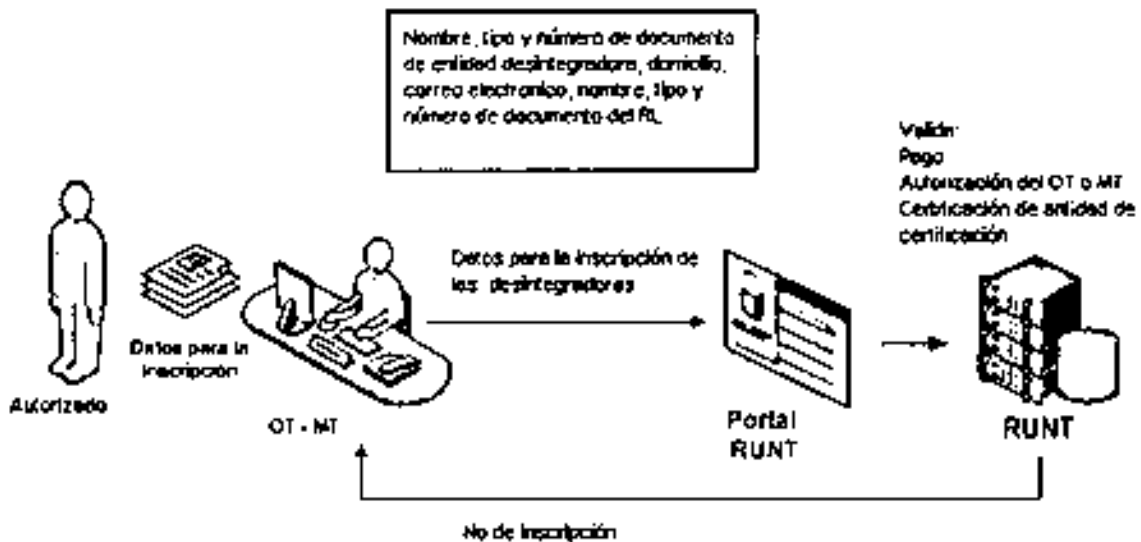 Nombre, tipo y número de documento
de entidad desintegradora, domicilio,
correo electronico, nombre, tipo y
número de documento del RL
Valida:
Pago
Autorización del OT o MT
Certificación de entidad de
certificación
Datos para la inscripción de
las desintegradoras
Datos para la
inscripción
Autorizado
OT - MT
Portal
RUNT
RUNT
No de inscripción